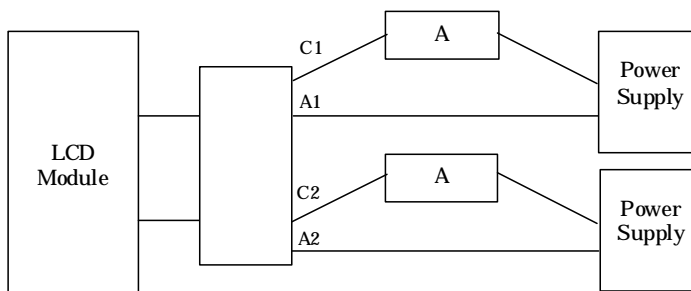 C1
A
Power
Supply
A1
LCD
Module
C2
A
Power
Supply
A2